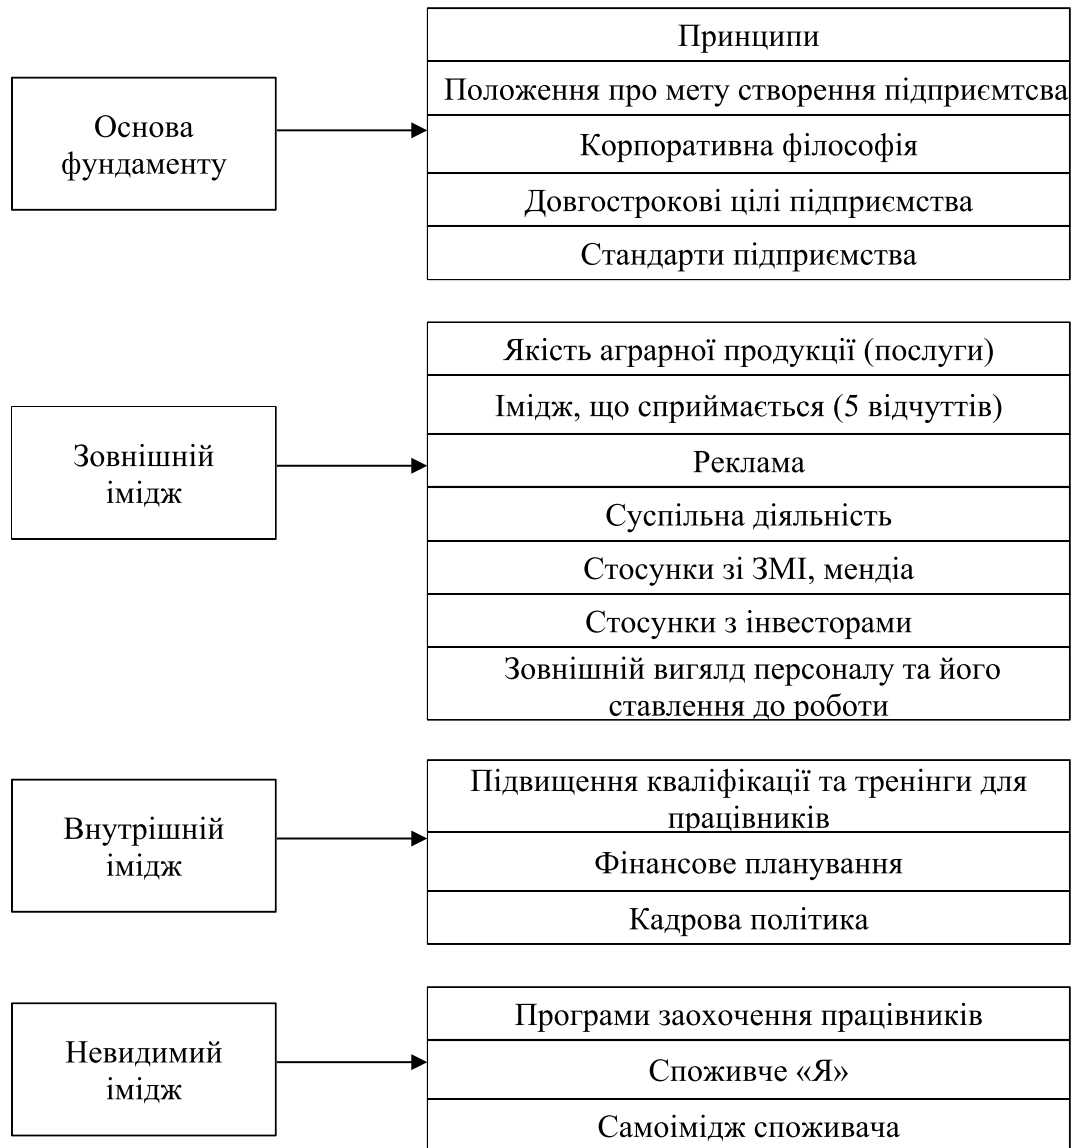 Основа
фундаменту
Принципи
Положення про мету створення підприємтсва
Корпоративна філософія
Довгострокові цілі підприємства
Стандарти підприємства
Зовнішній
імідж
Якість аграрної продукції (послуги)
Імідж, що сприймається (5 відчуттів)
Реклама
Суспільна діяльність
Стосунки зі ЗМІ, мендіа
Стосунки з інвесторами
Зовнішній вигялд персоналу та його
ставлення до роботи
Внутрішній
імідж
Підвищення кваліфікації та тренінги для
працівників
Фінансове планування
Кадрова політика
Невидимий
імідж
Програми заохочення працівників
Споживче «Я»
Самоімідж споживача